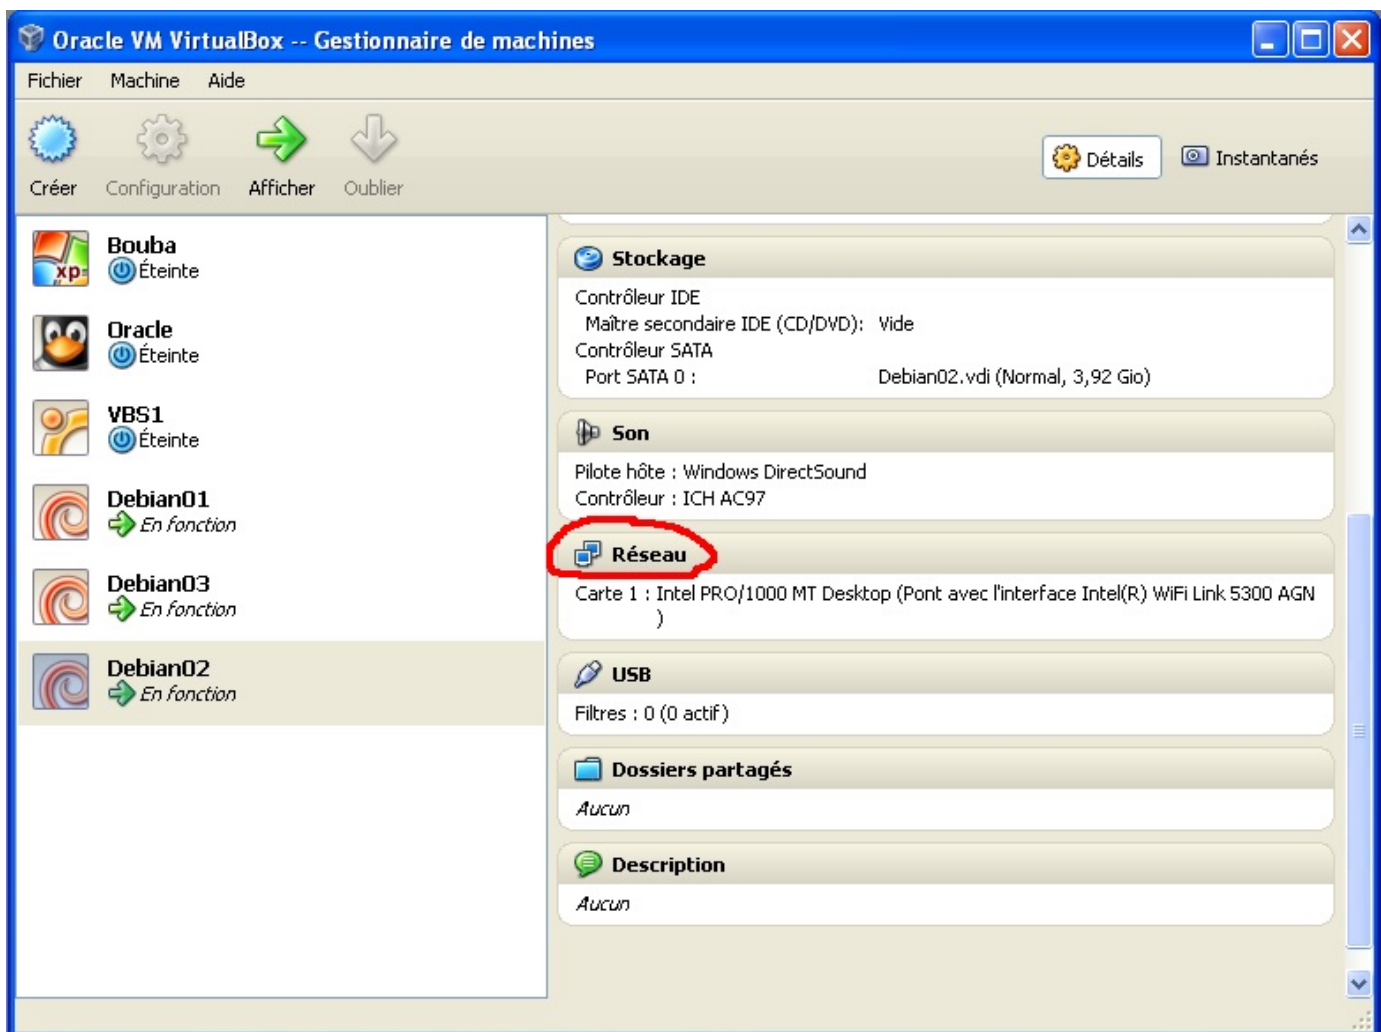 Oracle VM VirtualBox -- Gestionnaire de machines
Fichier Machine Aide
Créer Configuration Afficher Oublier Détails Instantanés
xp
Bouba
Éteinte
Oracle
Éteinte
VBS1
Éteinte
Debian01
En fonction
Debian03
En fonction
Debian02
En fonction
Stockage
Contrôleur IDE
Maître secondaire IDE (CD/DVD): Vide
Contrôleur SATA
Port SATA 0 : Debian02.vdi (Normal, 3,92 Gio)
Son
Pilote hôte : Windows DirectSound
Contrôleur : ICH AC97
Réseau
Carte 1 : Intel PRO/1000 MT Desktop (Pont avec l'interface Intel(R) WiFi Link 5300 AGN
)
USB
Filtres : 0 (0 actif)
Dossiers partagés
Aucun
Description
Aucun